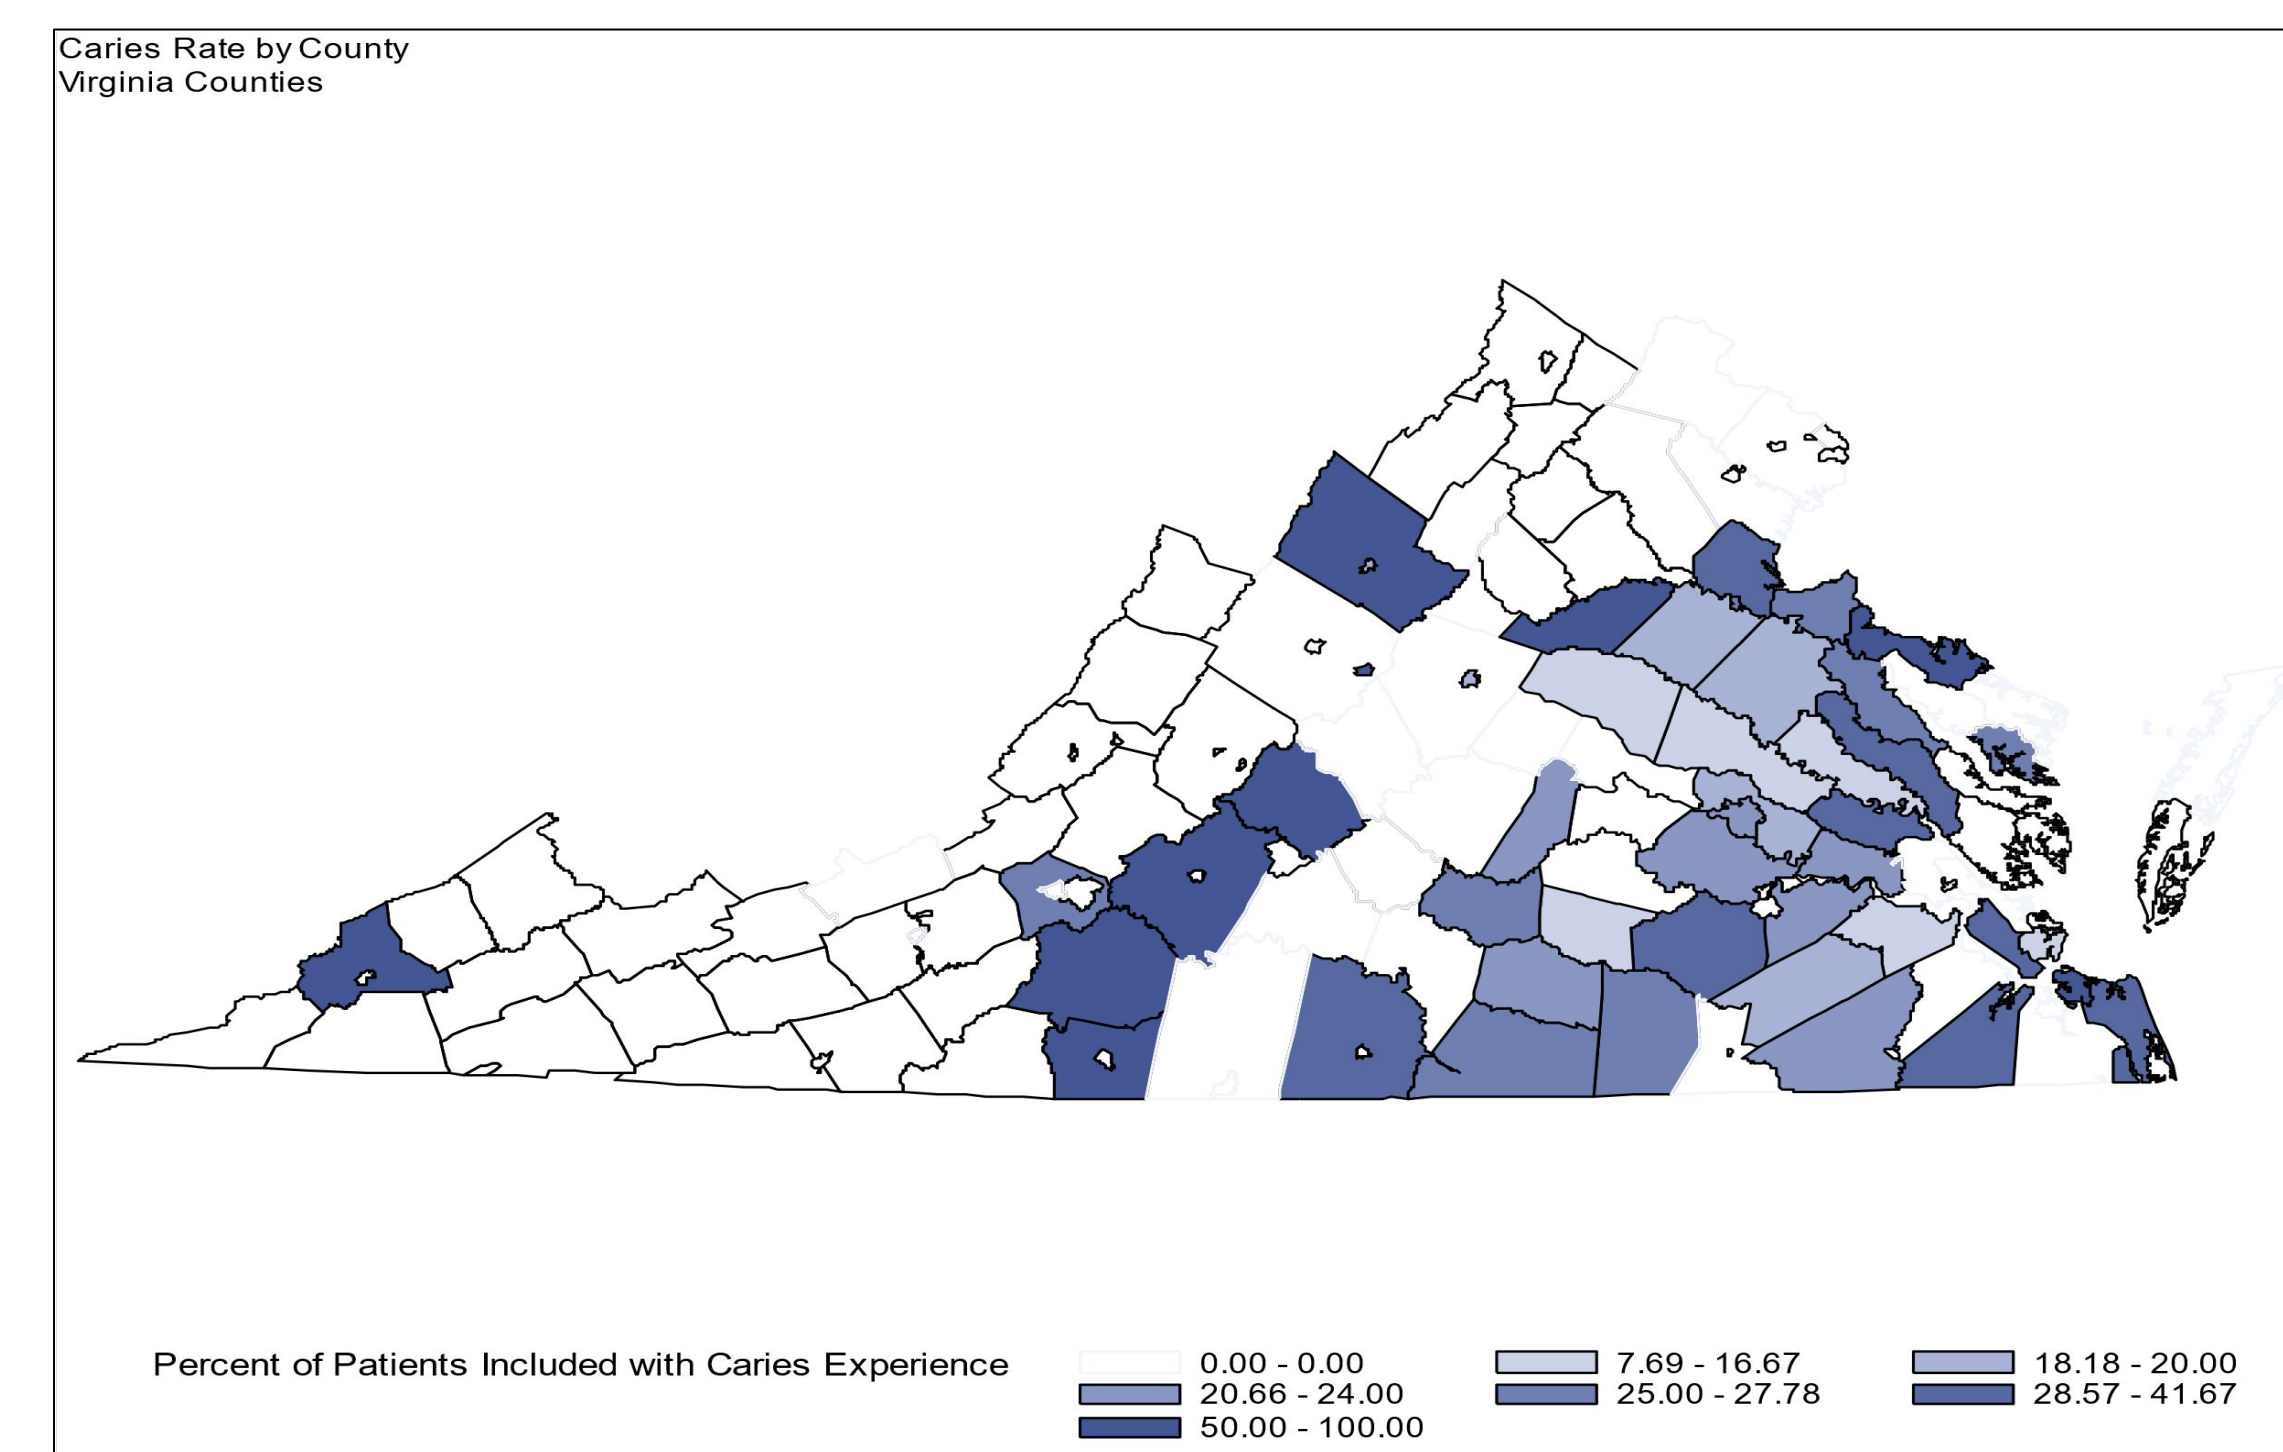 Caries Rate by County
Virginia Counties
Percent of Patients Included with Caries Experience
0.00 - 0.00
7.69 - 16.67
18.18 - 20.00
20.66 - 24.00
25.00 - 27.78
28.57 - 41.67
50.00 - 100.00